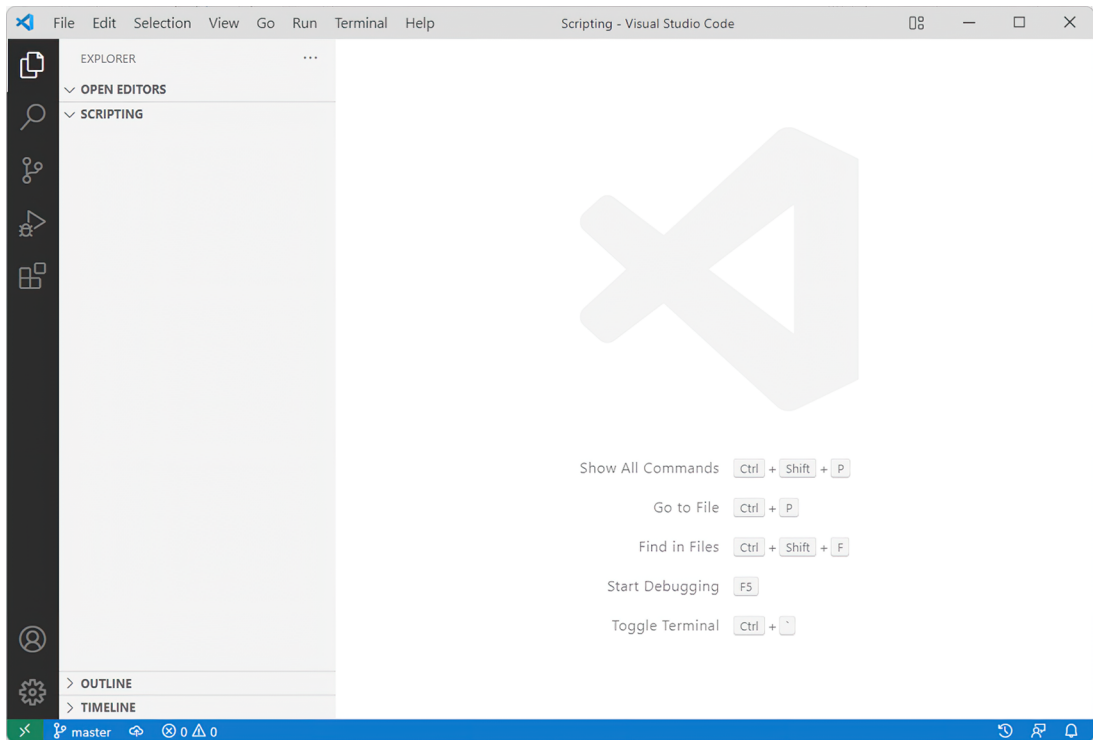 File Edit Selection View Go Run Terminal Help Scripting - Visual Studio Code
EXPLORER
OPEN EDITORS
SCRIPTING
Show All Commands Ctrl + Shift + P
Go to File Ctrl + P
Find in Files Ctrl + Shift + F
Start Debugging F5
Toggle Terminal Ctrl + `
OUTLINE
TIMELINE
master 0 0